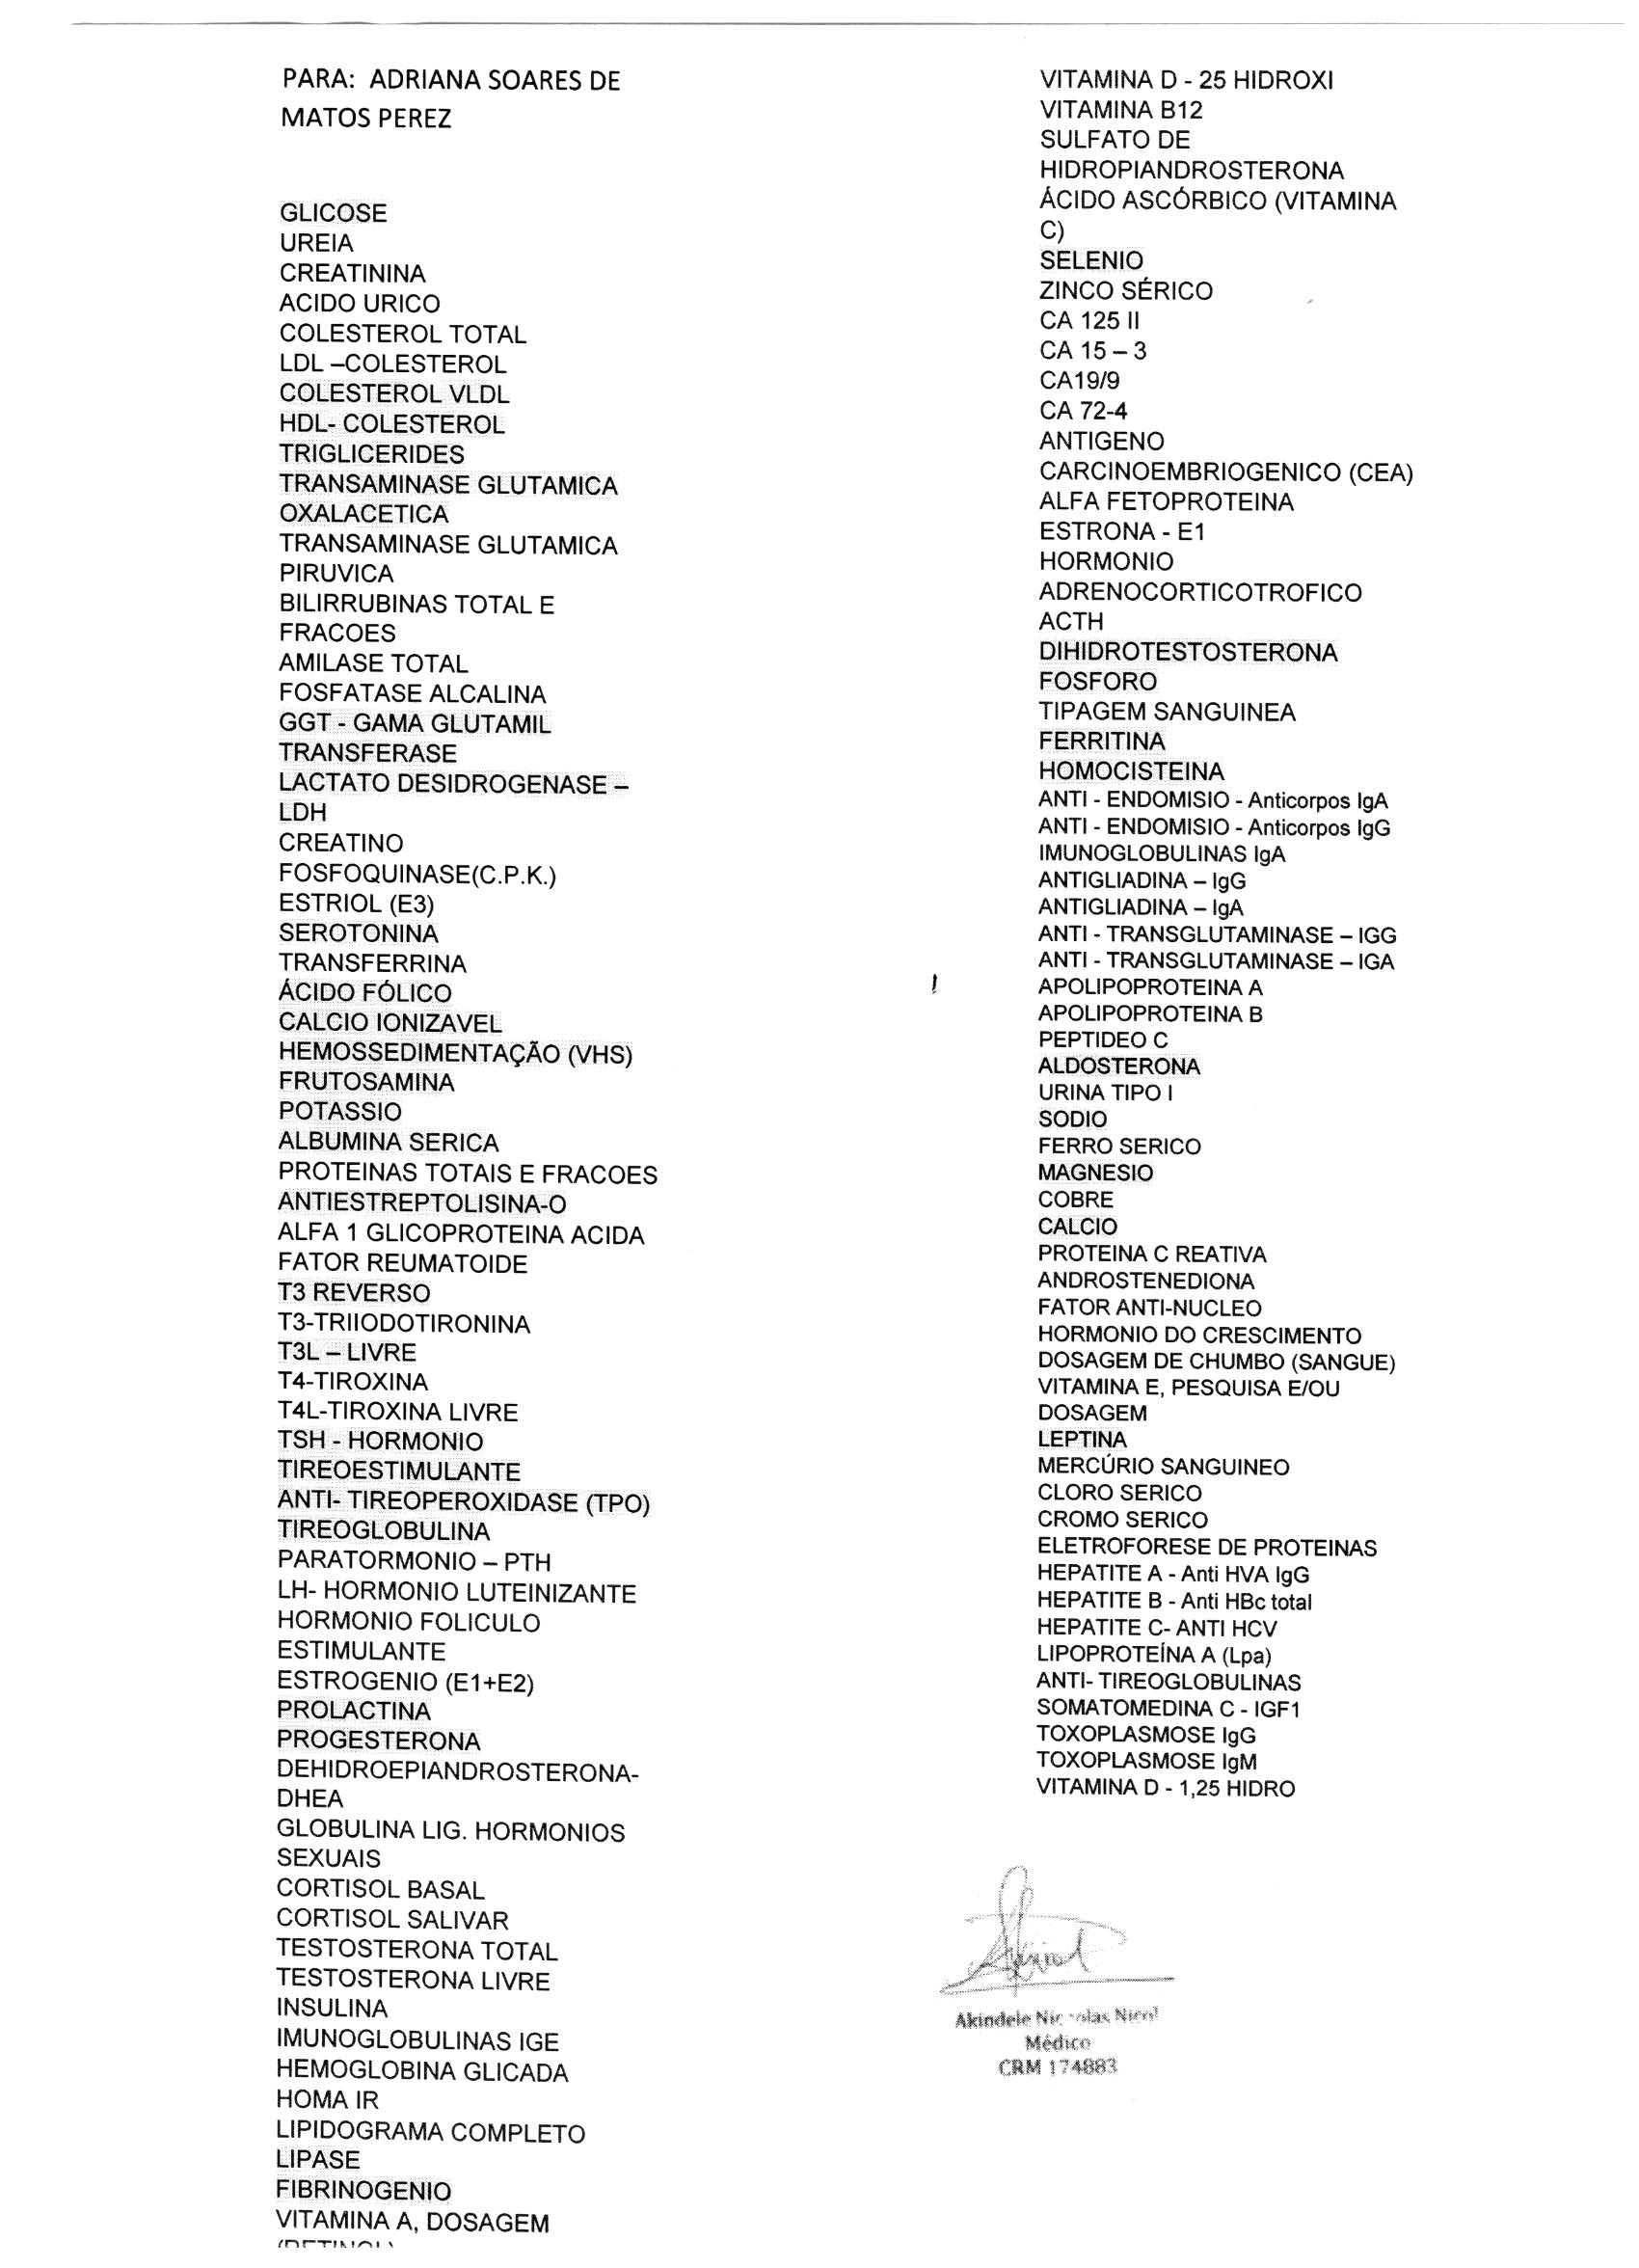 PARA: ADRIANA SOARES DE
MATOS PEREZ
GLICOSE
UREIA
CREATININA
ACIDO URICO
COLESTEROL TOTAL
LDL –COLESTEROL
COLESTEROL VLDL
HDL- COLESTEROL
TRIGLICERIDES
TRANSAMINASE GLUTAMICA
OXALACETICA
TRANSAMINASE GLUTAMICA
PIRUVICA
BILIRRUBINAS TOTAL E
FRACOES
AMILASE TOTAL
FOSFATASE ALCALINA
GGT - GAMA GLUTAMIL
TRANSFERASE
LACTATO DESIDROGENASE –
LDH
CREATINO
FOSFOQUINASE(C.P.K.)
ESTRIOL (E3)
SEROTONINA
TRANSFERRINA
ÁCIDO FÓLICO
CALCIO IONIZAVEL
HEMOSSEDIMENTAÇÃO (VHS)
FRUTOSAMINA
POTASSIO
ALBUMINA SERICA
PROTEINAS TOTAIS E FRACOES
ANTIESTREPTOLISINA-O
ALFA 1 GLICOPROTEINA ACIDA
FATOR REUMATOIDE
T3 REVERSO
T3-TRIIODOTIRONINA
T3L – LIVRE
T4-TIROXINA
T4L-TIROXINA LIVRE
TSH - HORMONIO
TIREOESTIMULANTE
ANTI- TIREOPEROXIDASE (TPO)
TIREOGLOBULINA
PARATORMONIO – PTH
LH- HORMONIO LUTEINIZANTE
HORMONIO FOLICULO
ESTIMULANTE
ESTROGENIO (E1+E2)
PROLACTINA
PROGESTERONA
DEHIDROEPIANDROSTERONA-
DHEA
GLOBULINA LIG. HORMONIOS
SEXUAIS
CORTISOL BASAL
CORTISOL SALIVAR
TESTOSTERONA TOTAL
TESTOSTERONA LIVRE
INSULINA
IMUNOGLOBULINAS IGE
HEMOGLOBINA GLICADA
HOMA IR
LIPIDOGRAMA COMPLETO
LIPASE
FIBRINOGENIO
VITAMINA A, DOSAGEM
VITAMINA D - 25 HIDROXI
VITAMINA B12
SULFATO DE
HIDROPIANDROSTERONA
ÁCIDO ASCÓRBICO (VITAMINA
C)
SELENIO
ZINCO SÉRICO
CA 125 II
CA 15 – 3
CA19/9
CA 72-4
ANTIGENO
CARCINOEMBRIOGENICO (CEA)
ALFA FETOPROTEINA
ESTRONA - E1
HORMONIO
ADRENOCORTICOTROFICO
ACTH
DIHIDROTESTOSTERONA
FOSFORO
TIPAGEM SANGUINEA
FERRITINA
HOMOCISTEINA
ANTI - ENDOMISIO - Anticorpos IgA
ANTI - ENDOMISIO - Anticorpos IgG
IMUNOGLOBULINAS IgA
ANTIGLIADINA – IgG
ANTIGLIADINA – IgA
ANTI - TRANSGLUTAMINASE – IGG
ANTI - TRANSGLUTAMINASE – IGA
APOLIPOPROTEINA A
APOLIPOPROTEINA B
PEPTIDEO C
ALDOSTERONA
URINA TIPO I
SODIO
FERRO SERICO
MAGNESIO
COBRE
CALCIO
PROTEINA C REATIVA
ANDROSTENEDIONA
FATOR ANTI-NUCLEO
HORMONIO DO CRESCIMENTO
DOSAGEM DE CHUMBO (SANGUE)
VITAMINA E, PESQUISA E/OU
DOSAGEM
LEPTINA
MERCÚRIO SANGUINEO
CLORO SERICO
CROMO SERICO
ELETROFORESE DE PROTEINAS
HEPATITE A - Anti HVA IgG
HEPATITE B - Anti HBc total
HEPATITE C- ANTI HCV
LIPOPROTEÍNA A (Lpa)
ANTI- TIREOGLOBULINAS
SOMATOMEDINA C - IGF1
TOXOPLASMOSE IgG
TOXOPLASMOSE IgM
VITAMINA D - 1,25 HIDRO
Akindele Nicol
Médico
CRM 174883